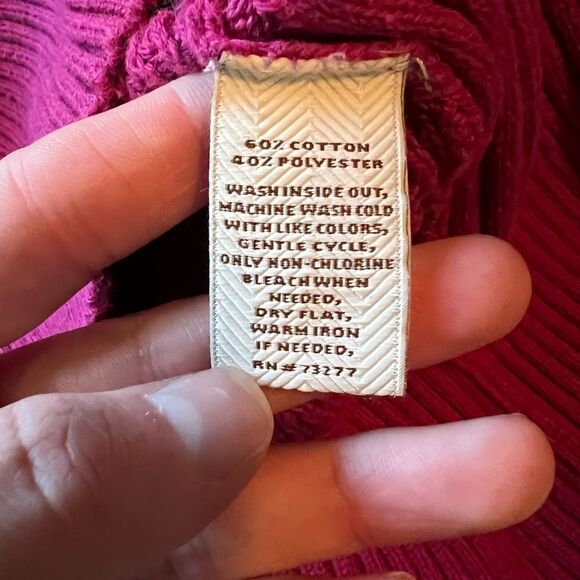 60% COTTON
40% POLYESTER
WASH INSIDE OUT,
MACHINE WASH COLD
WITH LIKE COLORS,
GENTLE CYCLE,
ONLY NON-CHLORINE
BLEACH WHEN
NEEDED,
DRY FLAT,
WARM IRON
IF NEEDED,
RN# 73277